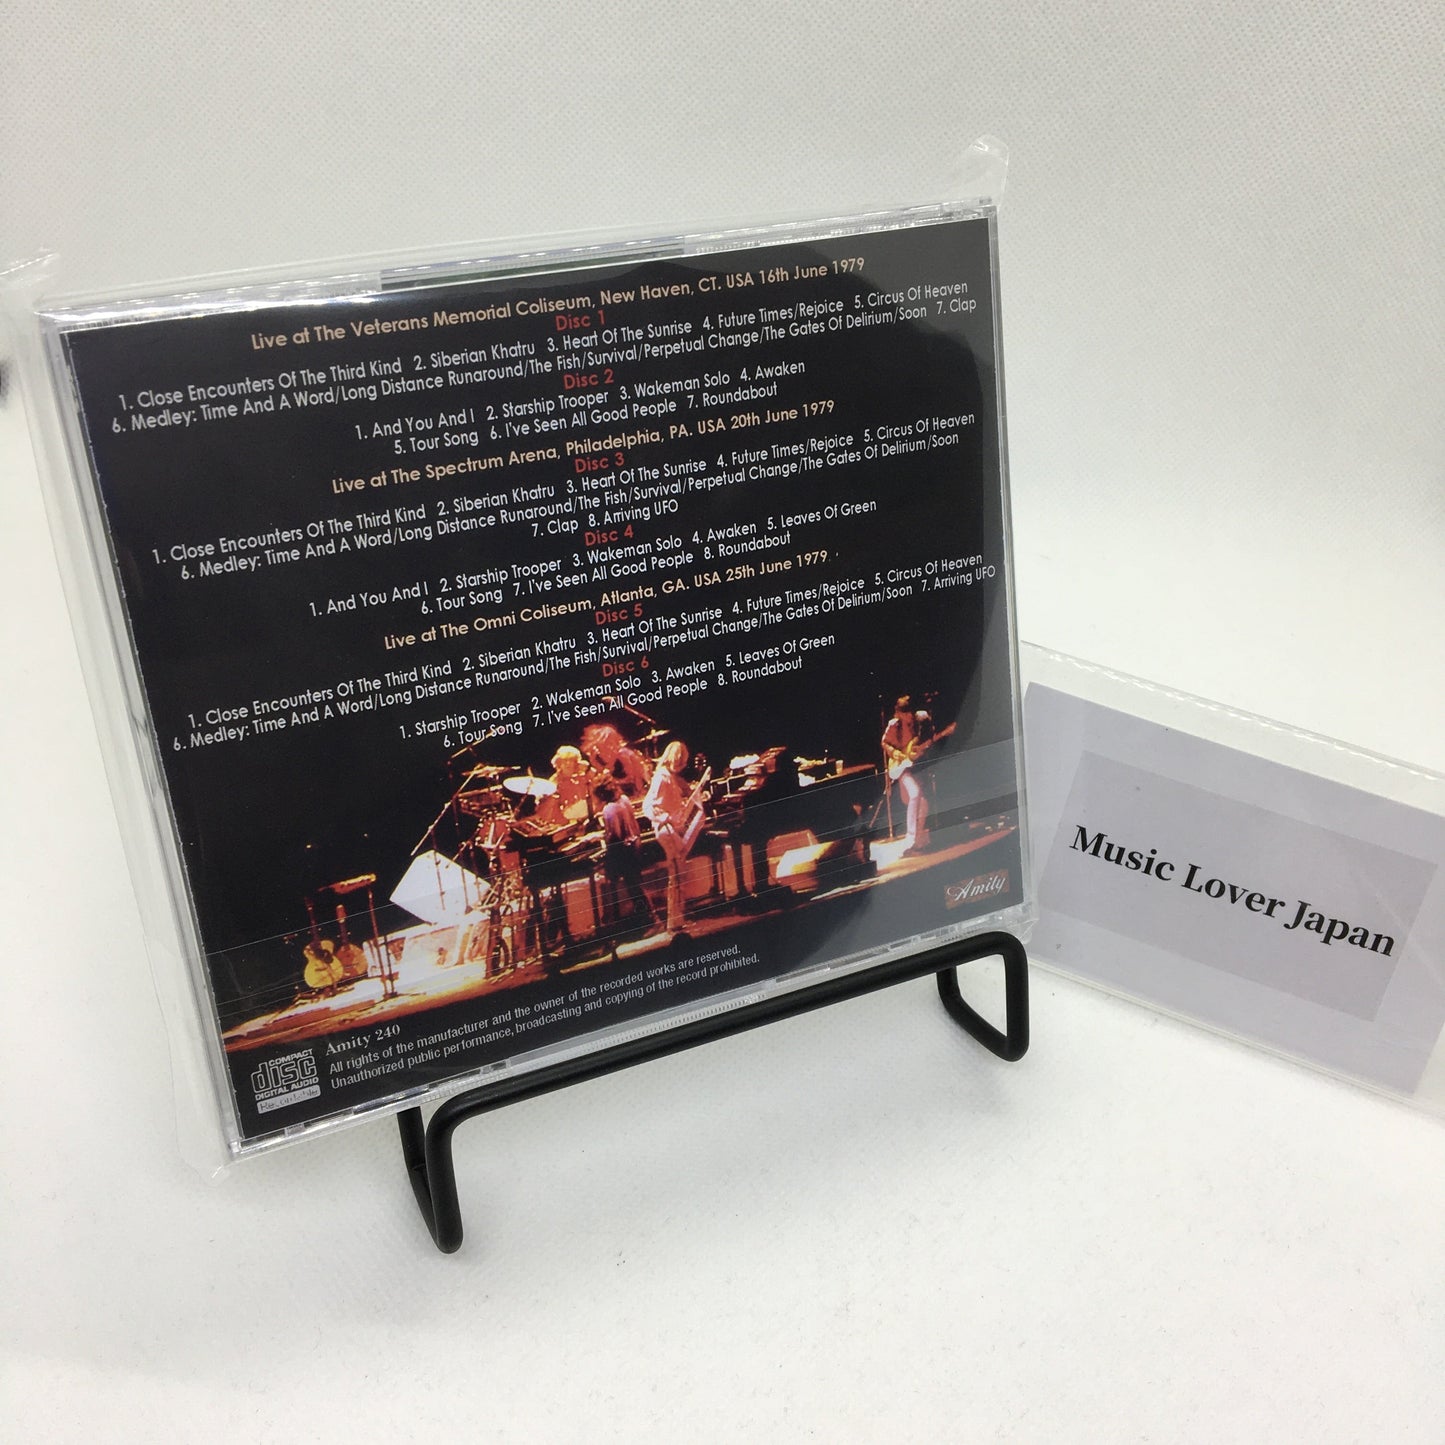 Live at The Veterans Memorial Coliseum, New Haven, CT. USA 16th June 1979
Disc 1
1. Close Encounters Of The Third Kind 2. Siberian Khatru 3. Heart Of The Sunrise 4. Future Times/Rejoice 5. Circus Of Heaven
6. Medley: Time And A Word/Long Distance Runaround/The Fish/Survival/Perpetual Change/The Gates Of Delirium/Soon 7. Clap
Disc 2
1. And You And I 2. Starship Trooper 3. Wakeman Solo 4. Awaken
5. Tour Song 6. I've Seen All Good People 7. Roundabout
Live at The Spectrum Arena, Philadelphia, PA. USA 20th June 1979
Disc 3
1. Close Encounters Of The Third Kind 2. Siberian Khatru 3. Heart Of The Sunrise 4. Future Times/Rejoice 5. Circus Of Heaven
6. Medley: Time And A Word/Long Distance Runaround/The Fish/Survival/Perpetual Change/The Gates Of Delirium/Soon
7. Clap 8. Arriving UFO
Disc 4
1. And You And I 2. Starship Trooper 3. Wakeman Solo 4. Awaken 5. Leaves Of Green
6. Tour Song 7. I've Seen All Good People 8. Roundabout
Live at The Omni Coliseum, Atlanta, GA. USA 25th June 1979
Disc 5
1. Close Encounters Of The Third Kind 2. Siberian Khatru 3. Heart Of The Sunrise 4. Future Times/Rejoice 5. Circus Of Heaven
6. Medley: Time And A Word/Long Distance Runaround/The Fish/Survival/Perpetual Change/The Gates Of Delirium/Soon 7. Arriving UFO
Disc 6
1. Starship Trooper 2. Wakeman Solo 3. Awaken 5. Leaves Of Green
6. Tour Song 7. I've Seen All Good People 8. Roundabout
Amity
Amity 240
All rights of the manufacturer and the owner of the recorded works are reserved.
Unauthorized public performance, broadcasting and copying of the record prohibited.
COMPACT
disc
DIGITAL AUDIO
Recordable
Music Lover Japan